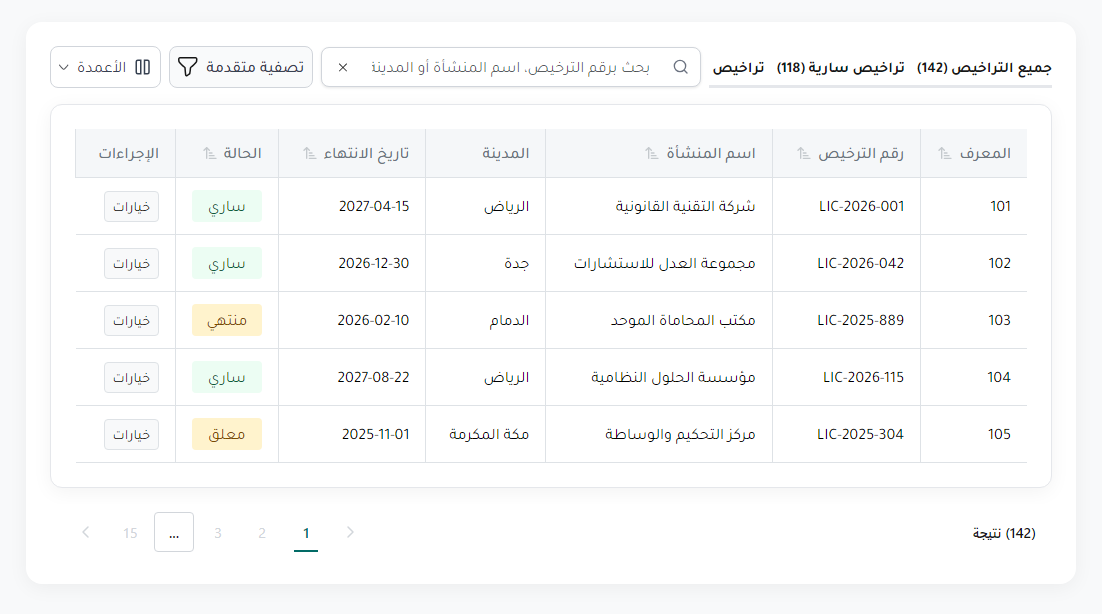 جميع التراخيص (142) تراخيص سارية (118) تراخيص
بحث برقم الترخيص، اسم المنشأة أو المدينة
تصفية متقدمة
الأعمدة
المعرف رقم الترخيص اسم المنشأة المدينة تاريخ الانتهاء الحالة الإجراءات
101 LIC-2026-001 شركة التقنية القانونية الرياض 2027-04-15 ساري خيارات
102 LIC-2026-042 مجموعة العدل للاستشارات جدة 2026-12-30 ساري خيارات
103 LIC-2025-889 مكتب المحاماة الموحد الدمام 2026-02-10 منتهي خيارات
104 LIC-2026-115 مؤسسة الحلول النظامية الرياض 2027-08-22 ساري خيارات
105 LIC-2025-304 مركز التحكيم والوساطة مكة المكرمة 2025-11-01 معلق خيارات
(142) نتيجة
1 2 3 ... 15